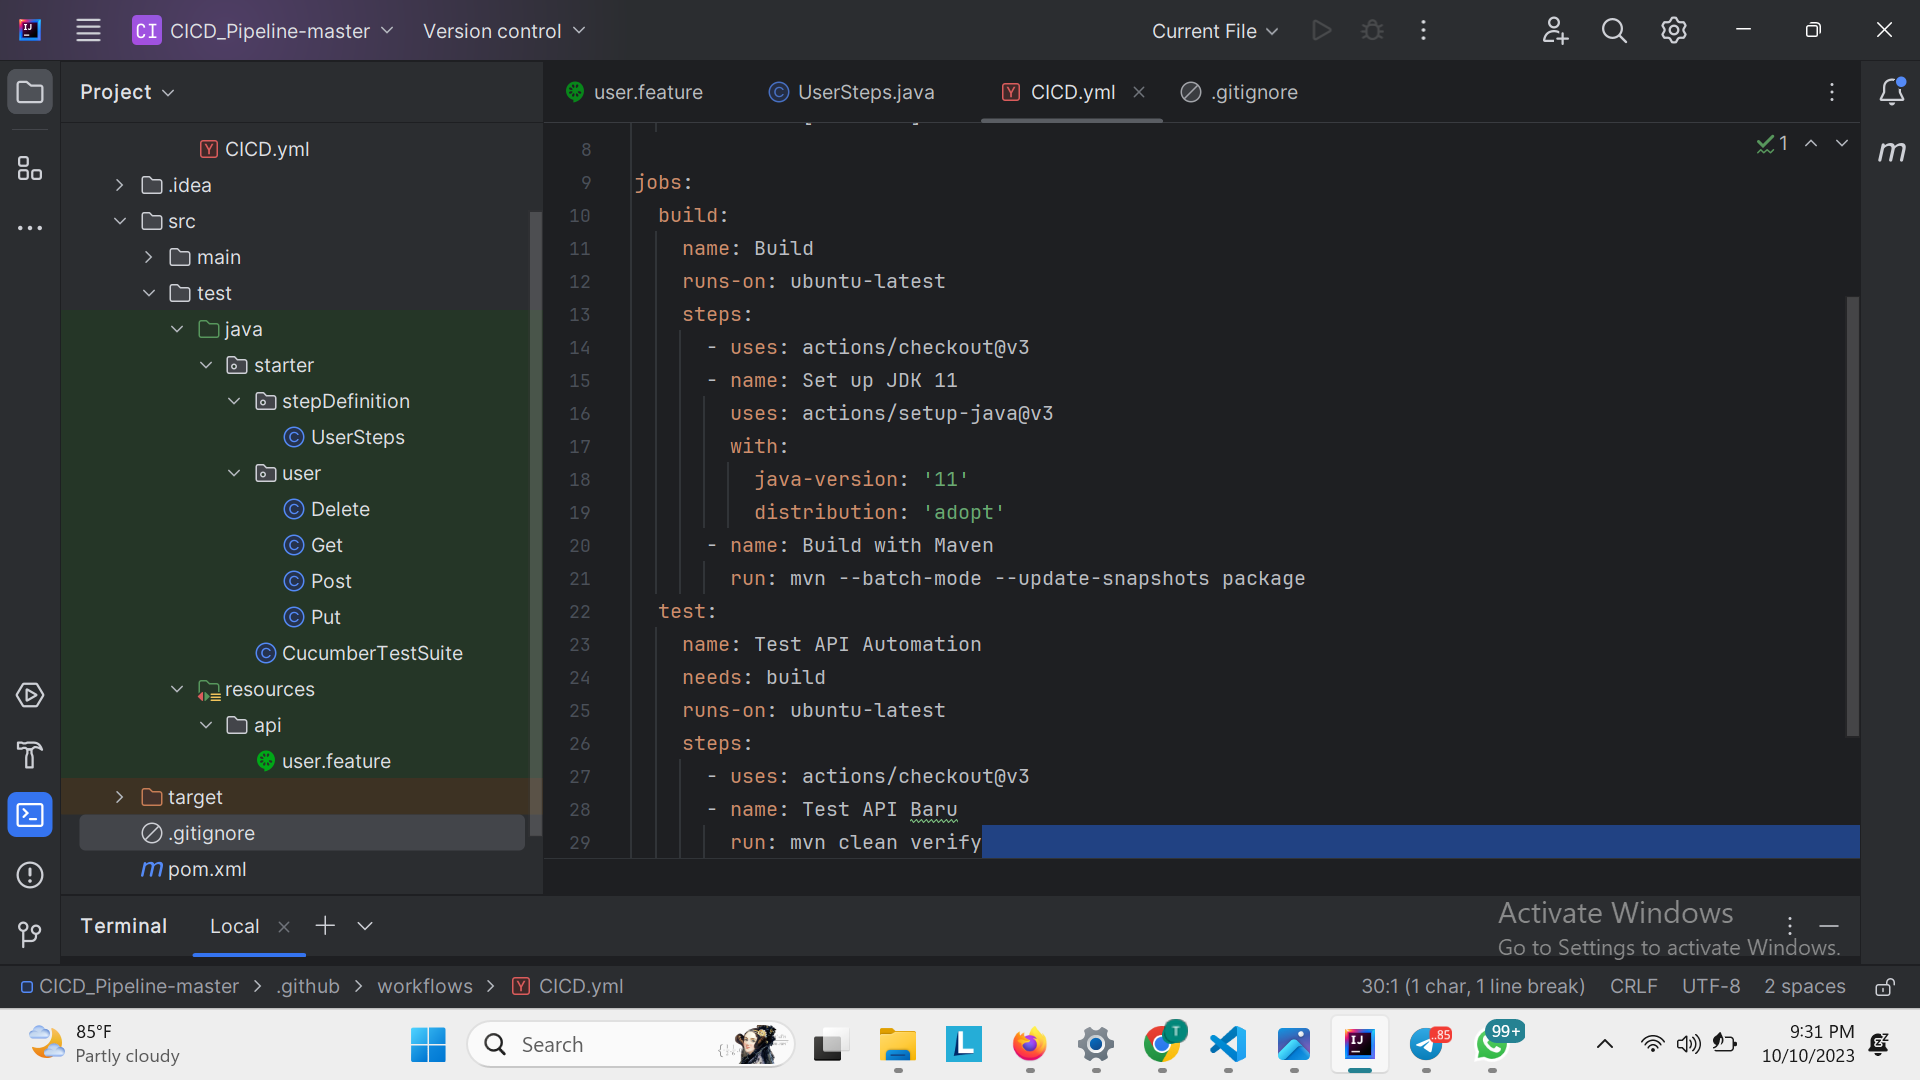 CI CICD_Pipeline-master Version control Current File
Project
user.feature UserSteps.java CICD.yml .gitignore
CICD.yml
.idea
src
main
test
java
starter
stepDefinition
UserSteps
user
Delete
Get
Post
Put
CucumberTestSuite
resources
api
user.feature
target
.gitignore
pom.xml
1
8
9 jobs:
10 build:
11 name: Build
12 runs-on: ubuntu-latest
13 steps:
14 - uses: actions/checkout@v3
15 - name: Set up JDK 11
16 uses: actions/setup-java@v3
17 with:
18 java-version: '11'
19 distribution: 'adopt'
20 - name: Build with Maven
21 run: mvn --batch-mode --update-snapshots package
22 test:
23 name: Test API Automation
24 needs: build
25 runs-on: ubuntu-latest
26 steps:
27 - uses: actions/checkout@v3
28 - name: Test API Baru
29 run: mvn clean verify
Terminal Local
Activate Windows
Go to Settings to activate Windows.
CICD_Pipeline-master > .github > workflows > CICD.yml 30:1 (1 char, 1 line break) CRLF UTF-8 2 spaces
85°F
Partly cloudy
Search
T
85
99+
9:31 PM
10/10/2023